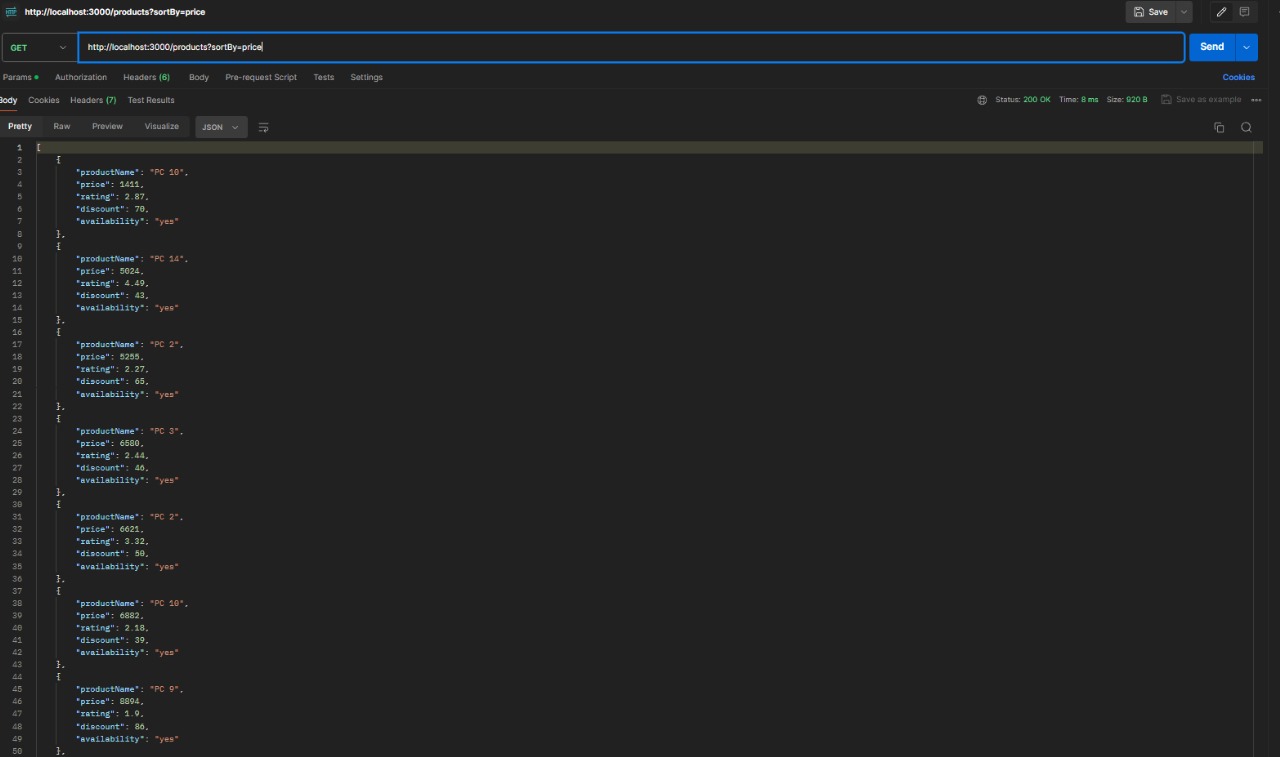 http://localhost:3000/products?sortBy=price
Save
GET
http://localhost:3000/products?sortBy=price
Send
Params
Authorization
Headers (6)
Body
Pre-request Script
Tests
Settings
Cookies
Body
Cookies
Headers (7)
Test Results
Status: 200 OK Time: 8 ms Size: 920 B
Save as example
Pretty
Raw
Preview
Visualize
JSON
1 [
2 {
3 "productName": "PC 10",
4 "price": 1411,
5 "rating": 2.87,
6 "discount": 70,
7 "availability": "yes"
8 },
9 {
10 "productName": "PC 14",
11 "price": 5024,
12 "rating": 4.49,
13 "discount": 43,
14 "availability": "yes"
15 },
16 {
17 "productName": "PC 2",
18 "price": 5255,
19 "rating": 2.27,
20 "discount": 65,
21 "availability": "yes"
22 },
23 {
24 "productName": "PC 3",
25 "price": 6580,
26 "rating": 2.44,
27 "discount": 46,
28 "availability": "yes"
29 },
30 {
31 "productName": "PC 2",
32 "price": 6621,
33 "rating": 3.32,
34 "discount": 50,
35 "availability": "yes"
36 },
37 {
38 "productName": "PC 10",
39 "price": 6882,
40 "rating": 2.18,
41 "discount": 39,
42 "availability": "yes"
43 },
44 {
45 "productName": "PC 9",
46 "price": 8894,
47 "rating": 1.9,
48 "discount": 86,
49 "availability": "yes"
50 },